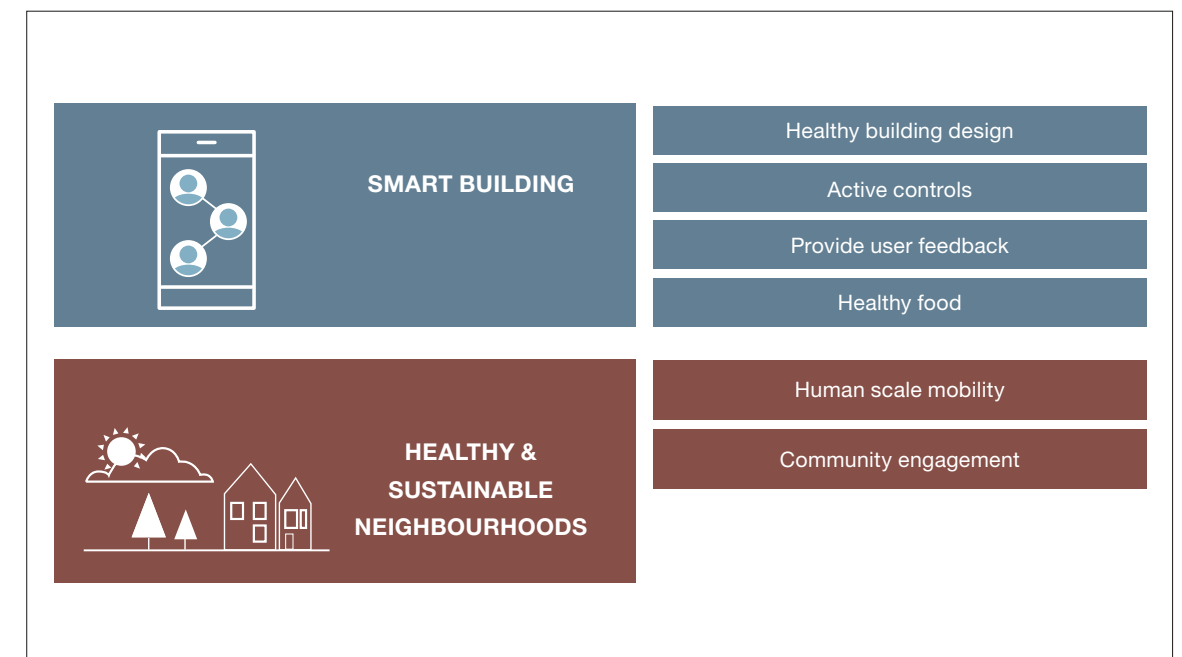 SMART BUILDING
Healthy building design
Active controls
Provide user feedback
Healthy food
HEALTHY &
SUSTAINABLE
NEIGHBOURHOODS
Human scale mobility
Community engagement